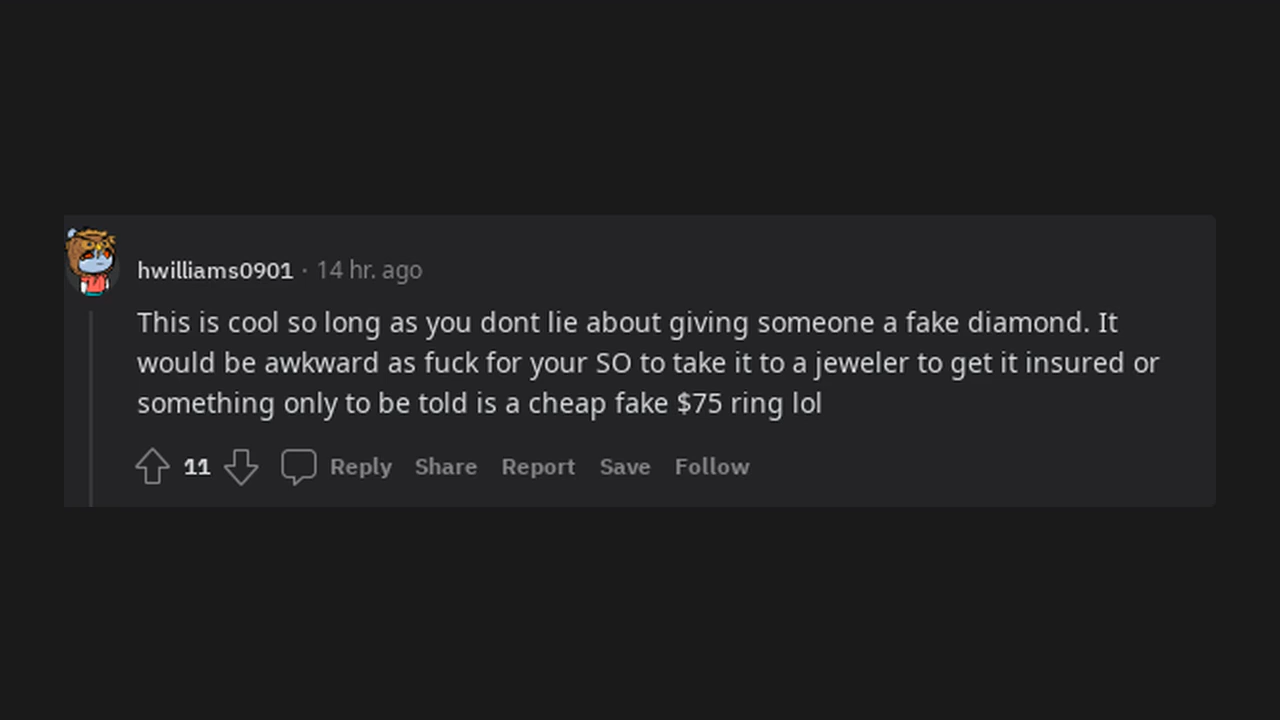 hwilliams0901 · 14 hr. ago
This is cool so long as you dont lie about giving someone a fake diamond. It
would be awkward as fuck for your SO to take it to a jeweler to get it insured or
something only to be told is a cheap fake $75 ring lol
11 Reply Share Report Save Follow